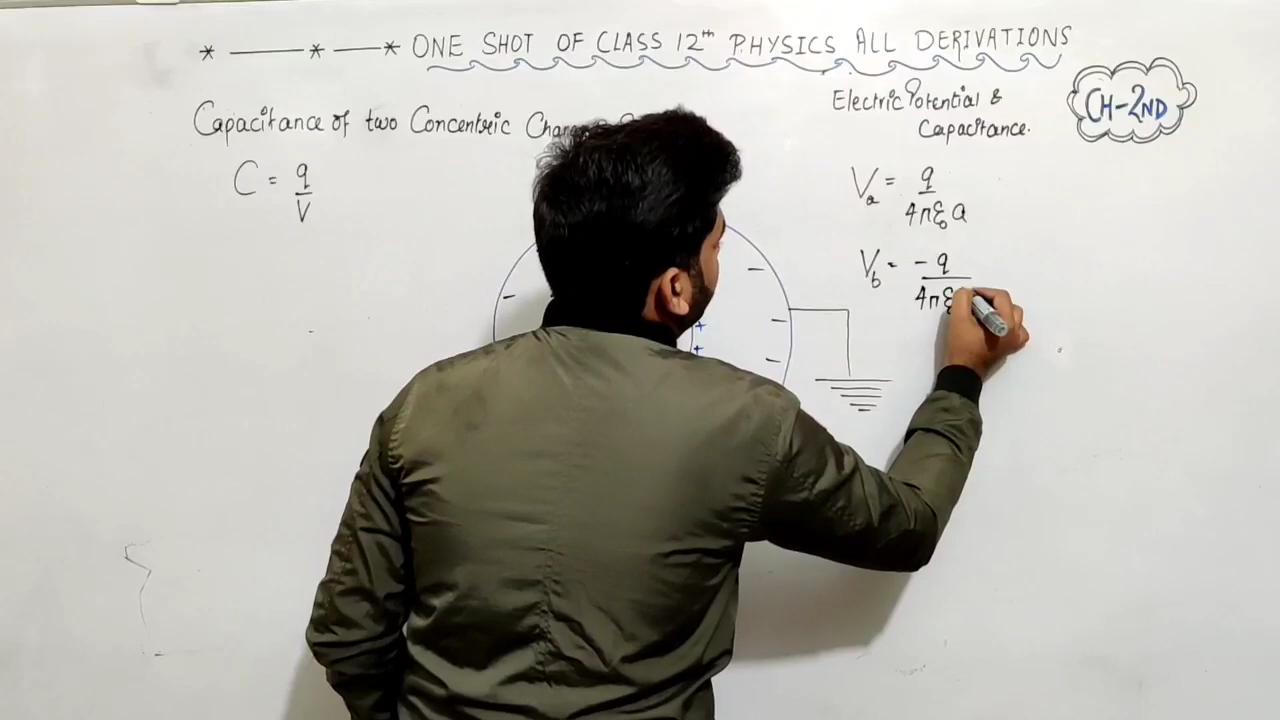 * ——— * —— * ONE SHOT OF CLASS 12th PHYSICS ALL DERIVATIONS
Electric Potential &
Capacitance.
CH-2ND
Capacitance of two Concentric
C = q/V
Va = q/4πε₀a
Vb = -q/4πε